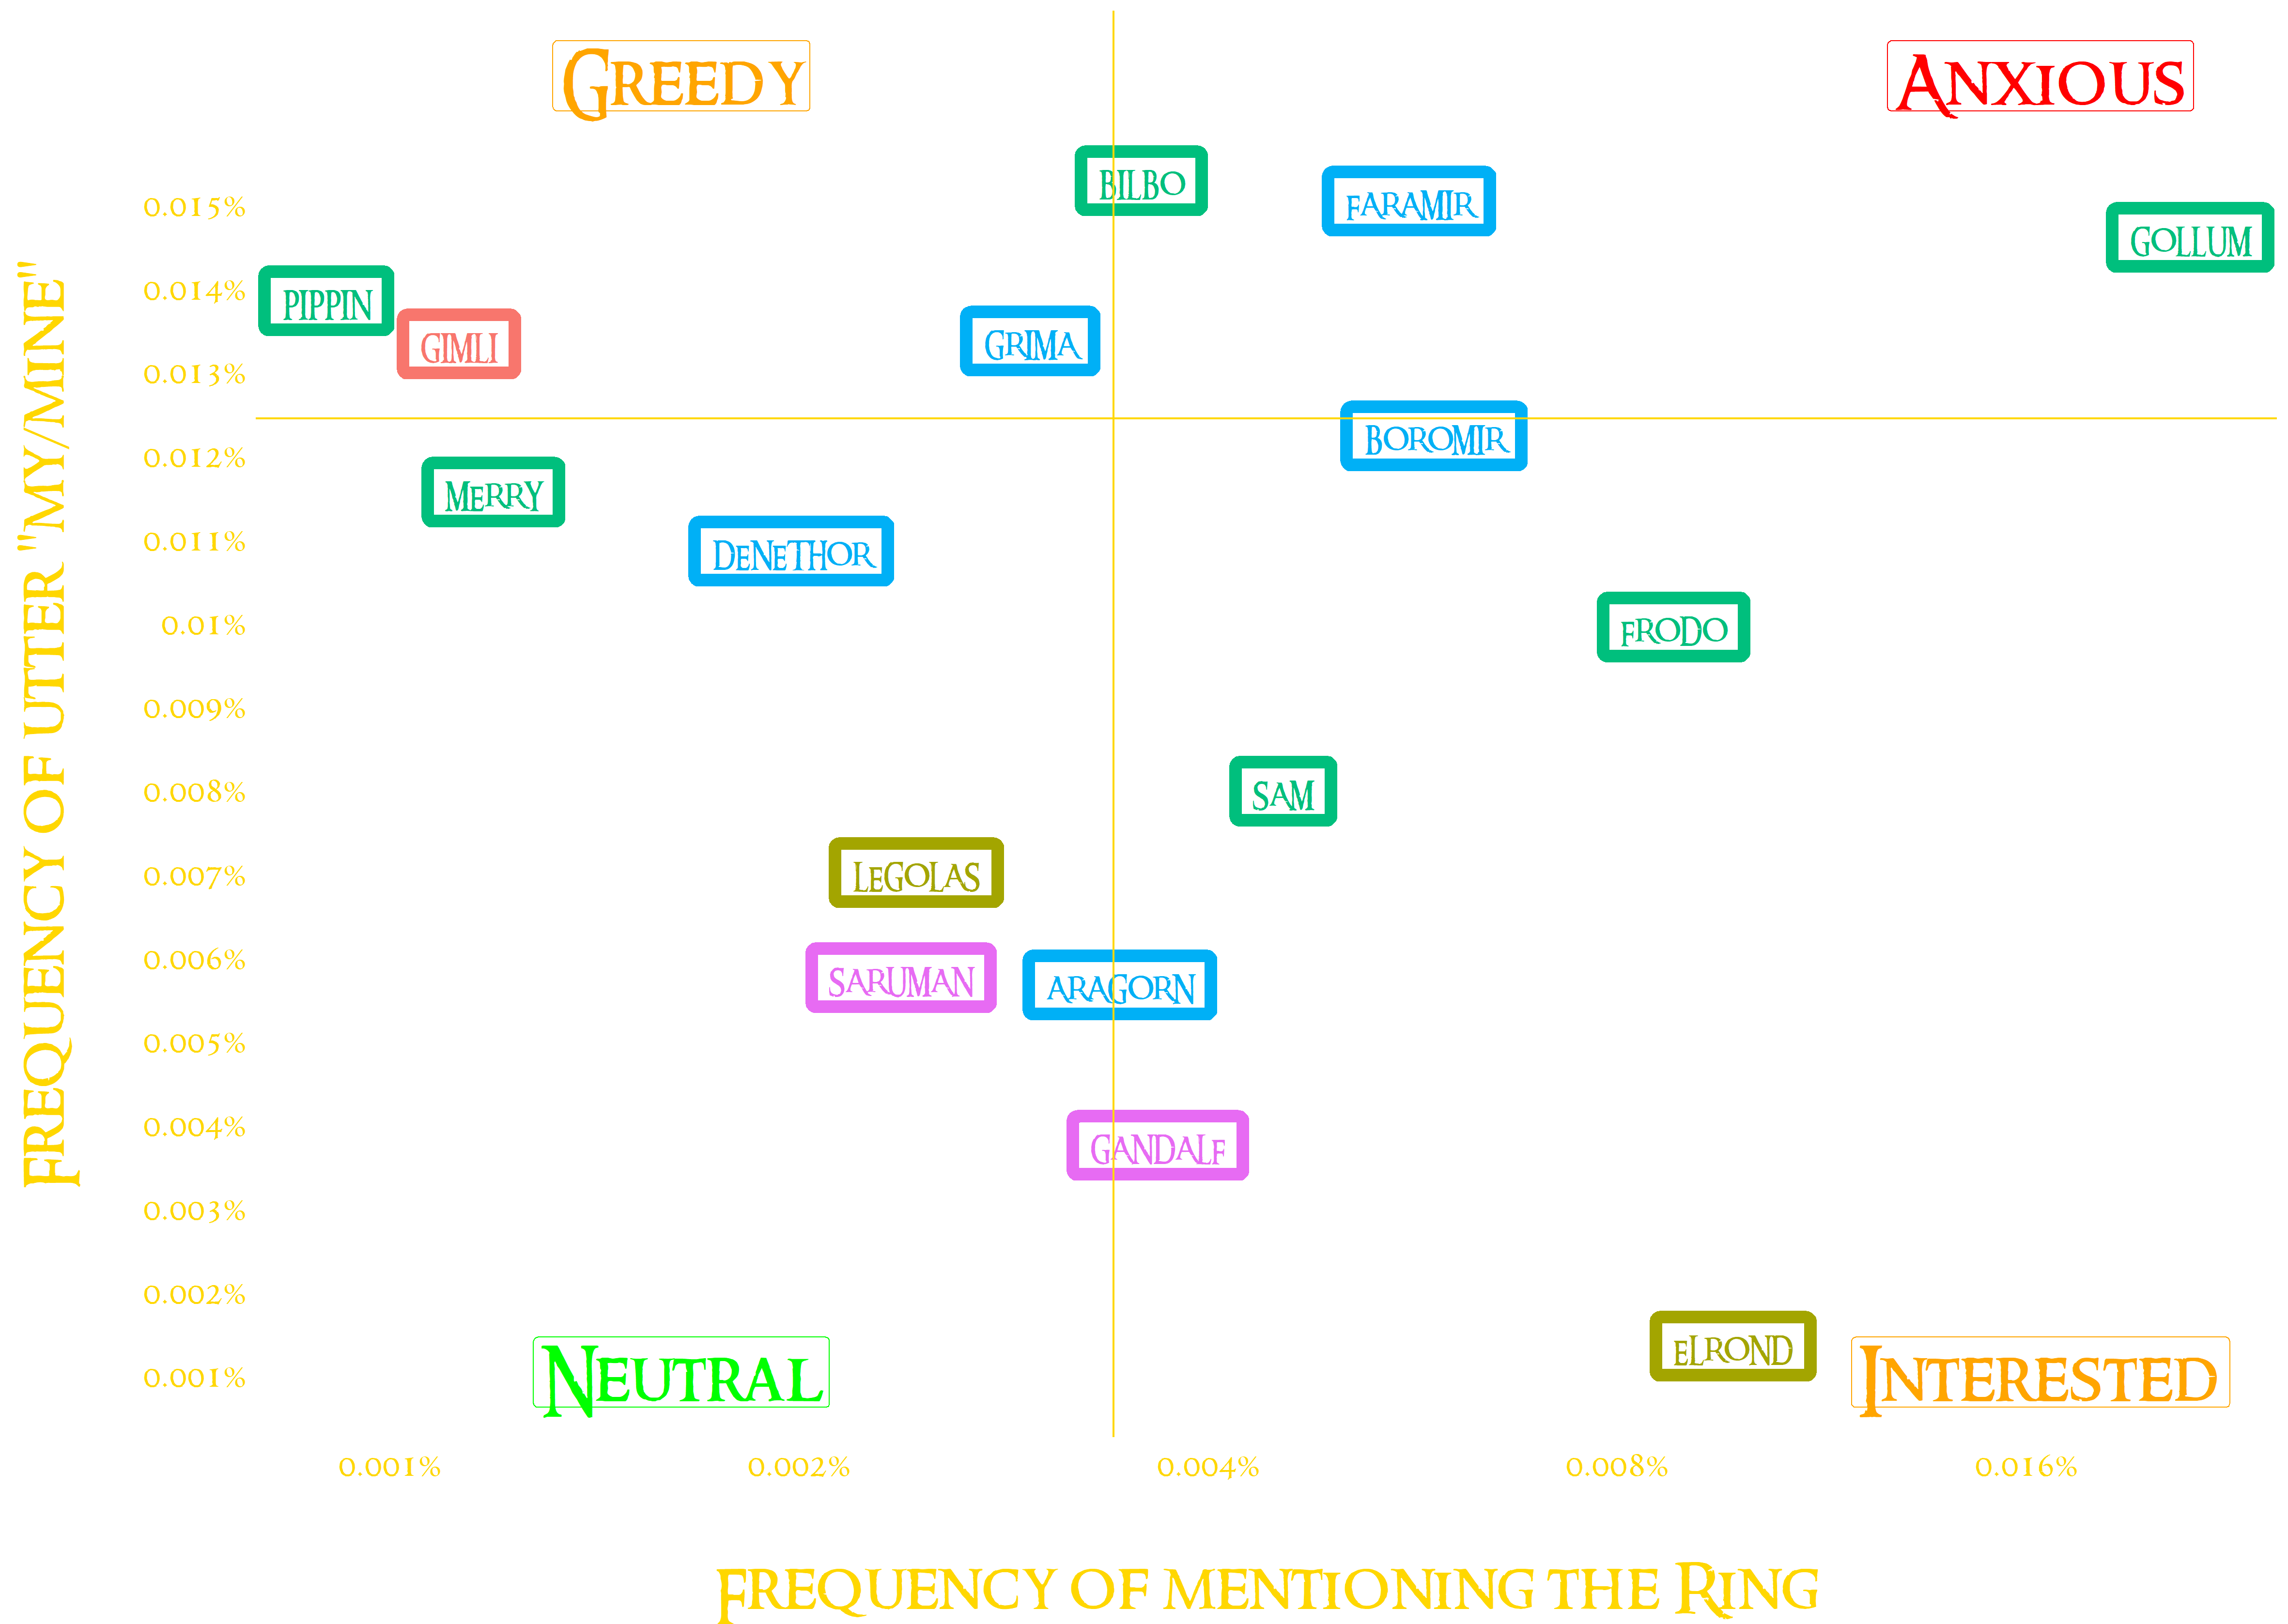 Greedy
Anxious
Bilbo
Faramir
0.015%
Gollum
0.014%
Pippin
Gimli
Grima
0.013%
Boromir
0.012%
Merry
0.011%
Denethor
0.01%
Frodo
0.009%
0.008%
Sam
0.007%
Legolas
0.006%
Saruman
Aragorn
0.005%
0.004%
Gandalf
0.003%
0.002%
Elrond
0.001%
Neutral
Interested
Frequency of utter "my/mine"
0.001%
0.002%
0.004%
0.008%
0.016%
Frequency of mentioning the Ring